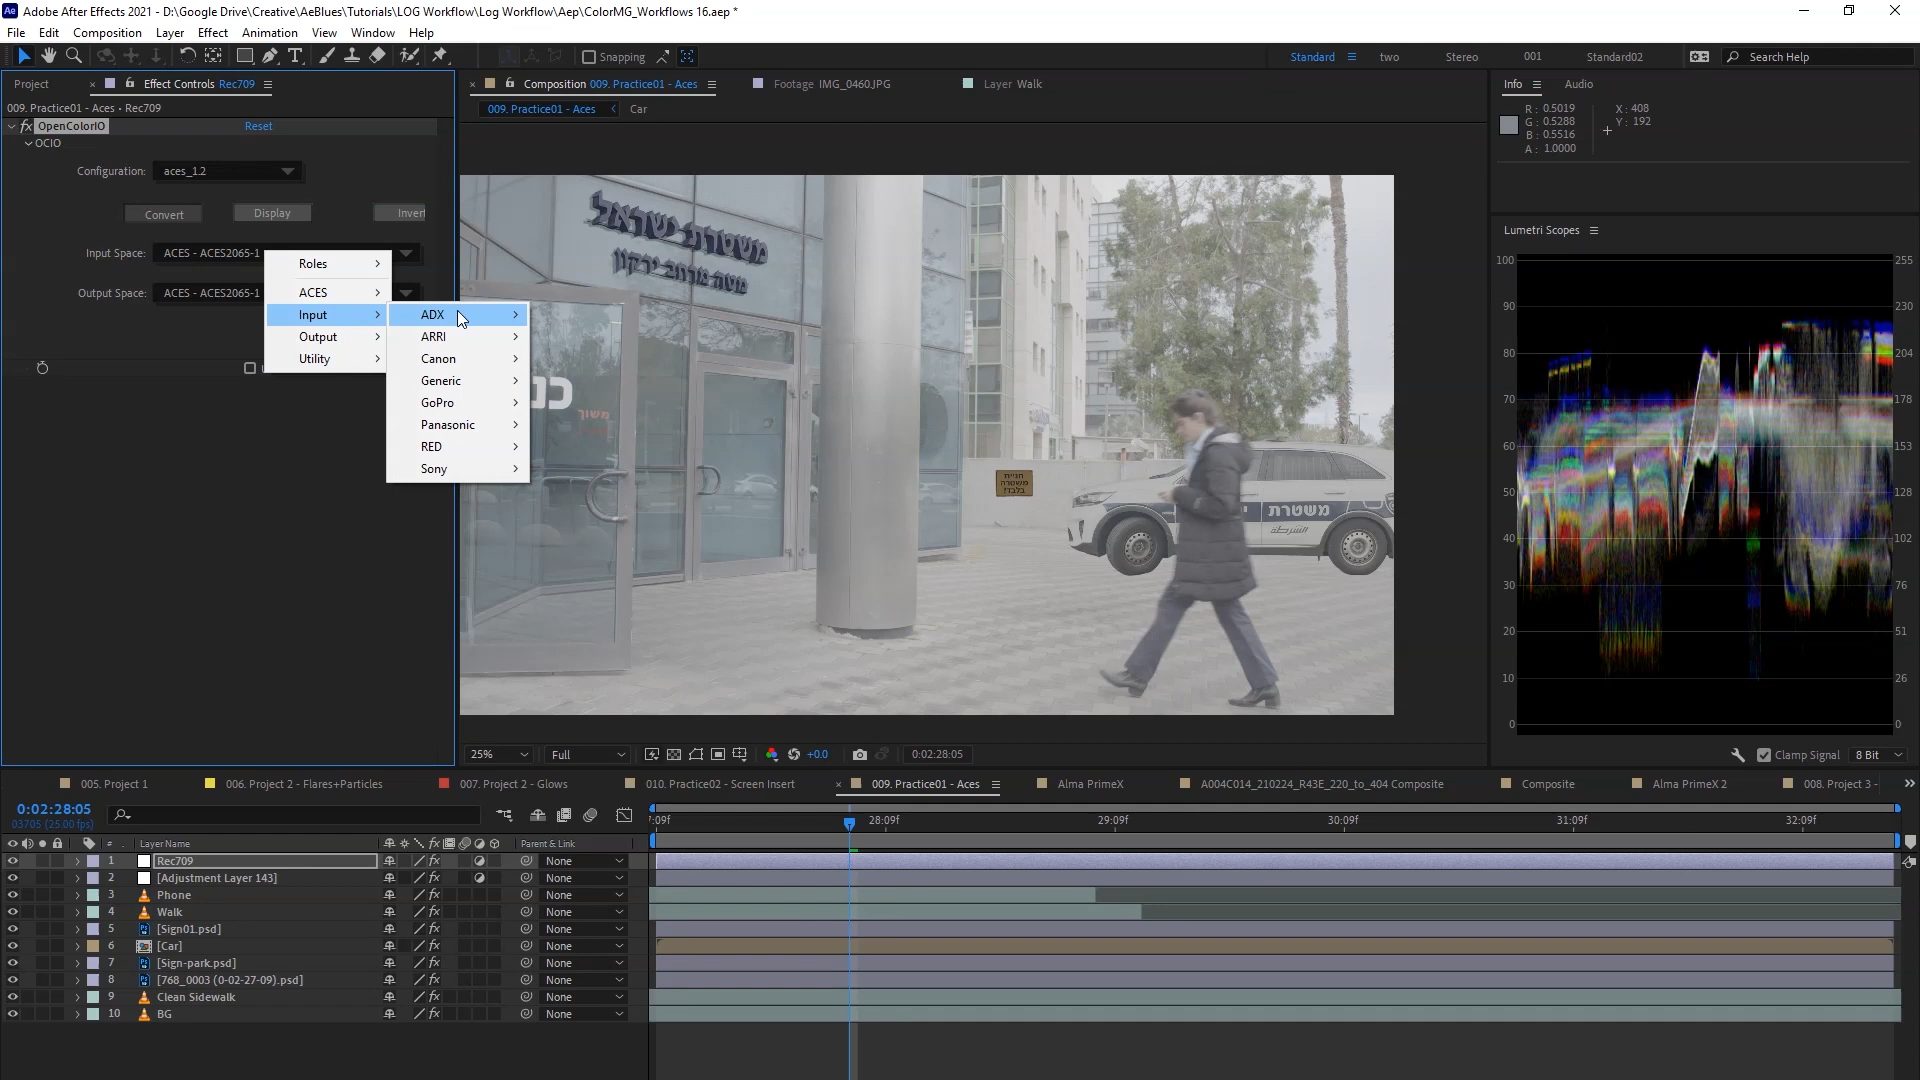 Adobe After Effects 2021 - D:\Google Drive\Creative\AeBlues\Tutorials\LOG Workflow\Log Workflow\Aep\ColorMG_Workflows 16.aep *
File Edit Composition Layer Effect Animation View Window Help
Snapping
Standard two Stereo 001 Standard02 Search Help
Project Effect Controls Rec709
009. Practice01 - Aces • Rec709
fx OpenColorIO Reset
OCIO
Configuration: aces_1.2
Convert Display Invert
Input Space: ACES - ACES2065-1
Output Space: ACES - ACES2065-1
Roles
ACES
Input
Output
Utility
ADX
ARRI
Canon
Generic
GoPro
Panasonic
RED
Sony
Composition 009. Practice01 - Aces Footage IMG_0460.JPG Layer Walk
009. Practice01 - Aces Car
משטרת ישראל
מטה מרחב ירקון
משוך
חניית
משטרה
בלבד!
משטרת
الشرطة
25% Full +0.0 0:02:28:05
Info Audio
R: 0.5019 X: 408
G: 0.5288 Y: 192
B: 0.5516
A: 1.0000
Lumetri Scopes
100 255
90 230
80 204
70 178
60 153
50 128
40 102
30 76
20 51
10 26
0 0
Clamp Signal 8 Bit
005. Project 1 006. Project 2 - Flares+Particles 007. Project 2 - Glows 010. Practice02 - Screen Insert 009. Practice01 - Aces Alma PrimeX A004C014_210224_R43E_220_to_404 Composite Composite Alma PrimeX 2 008. Project 3 -
0:02:28:05
03705 (25.00 fps)
:09f 28:09f 29:09f 30:09f 31:09f 32:09f
# Layer Name Parent & Link
1 Rec709 None
2 [Adjustment Layer 143] None
3 Phone None
4 Walk None
5 [Sign01.psd] None
6 [Car] None
7 [Sign-park.psd] None
8 [768_0003 (0-02-27-09).psd] None
9 Clean Sidewalk None
10 BG None